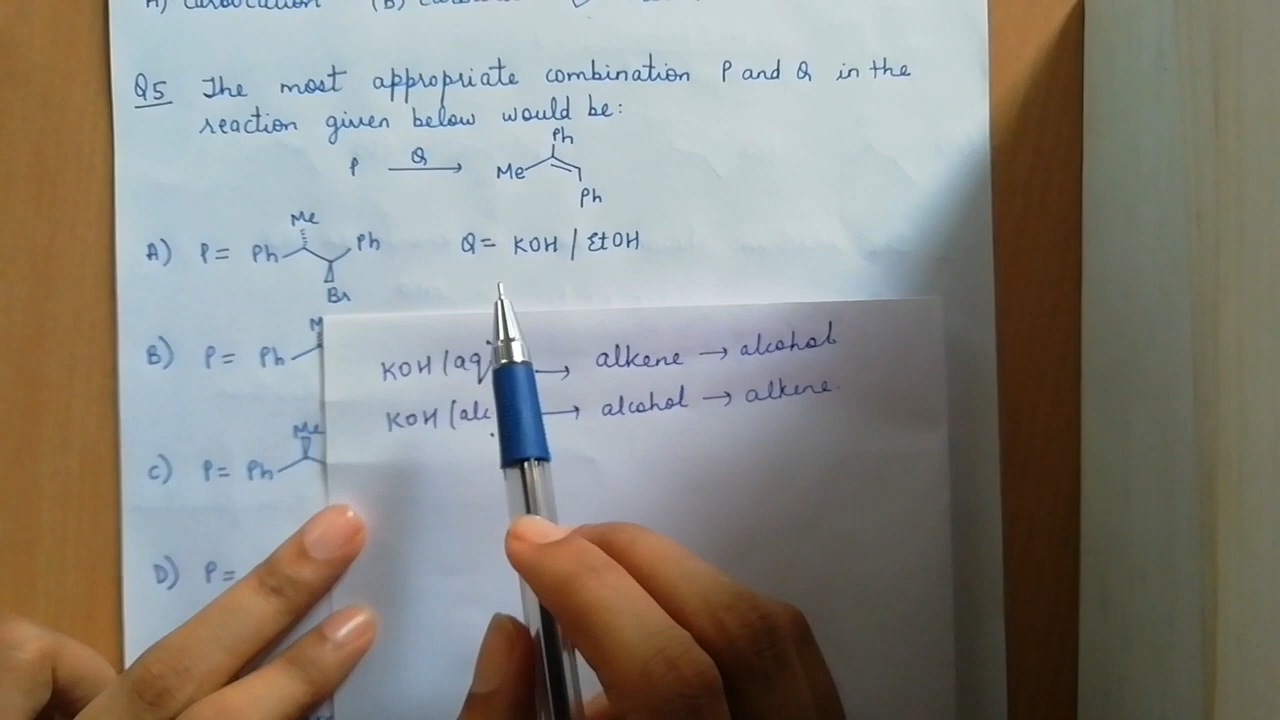 Q5 The most appropriate combination P and Q in the
reaction given below would be:
Ph
P Q Me
Ph
Me
A) P= Ph Ph Q= KOH / EtOH
Br
B) P= Ph
KOH (aq → alkene → alcohol
KOH (alc → alcohol → alkene.
Me
C) P= Ph
D) P=